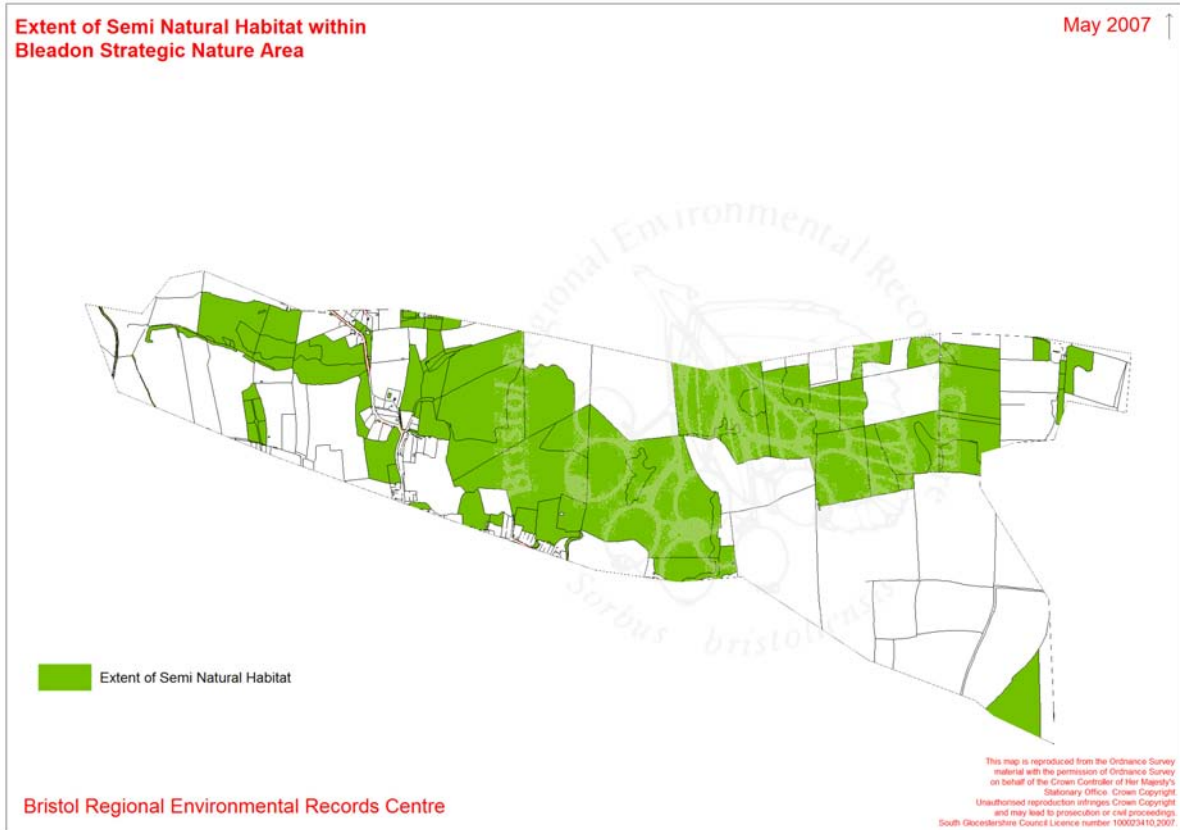 Extent of Semi Natural Habitat within
Bleadon Strategic Nature Area
May 2007
Bristol Regional Environmental Records Centre
Sorbus bristoliensis
Extent of Semi Natural Habitat
Bristol Regional Environmental Records Centre
This map is reproduced from the Ordnance Survey
material with the permission of Ordnance Survey
on behalf of the Crown Controller of Her Majesty's
Stationary Office. Crown Copyright.
Unauthorised reproduction infringes Crown Copyright
and may lead to prosecution or civil proceedings.
South Gloucestershire Council Licence number 100023410,2007.